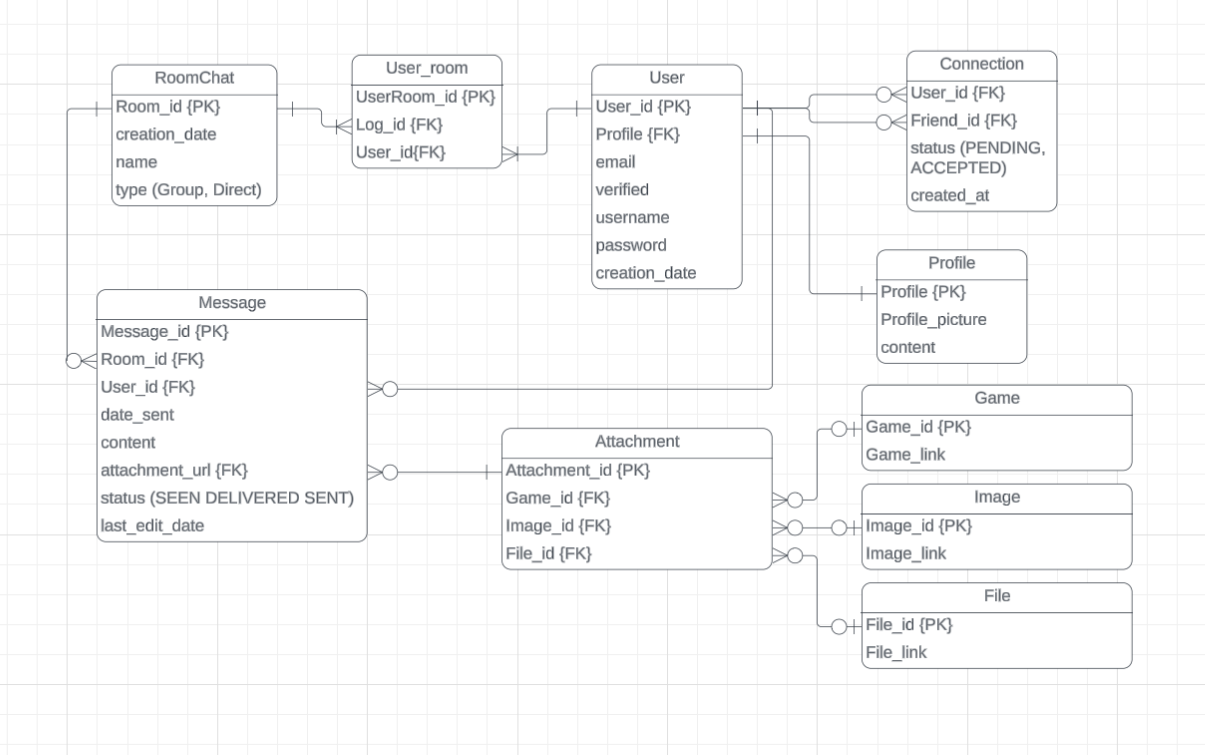 RoomChat
Room_id {PK}
creation_date
name
type (Group, Direct)
User_room
UserRoom_id {PK}
Log_id {FK}
User_id{FK}
User
User_id {PK}
Profile {FK}
email
verified
username
password
creation_date
Connection
User_id {FK}
Friend_id {FK}
status (PENDING,
ACCEPTED)
created_at
Profile
Profile {PK}
Profile_picture
content
Message
Message_id {PK}
Room_id {FK}
User_id {FK}
date_sent
content
attachment_url {FK}
status (SEEN DELIVERED SENT)
last_edit_date
Attachment
Attachment_id {PK}
Game_id {FK}
Image_id {FK}
File_id {FK}
Game
Game_id {PK}
Game_link
Image
Image_id {PK}
Image_link
File
File_id {PK}
File_link